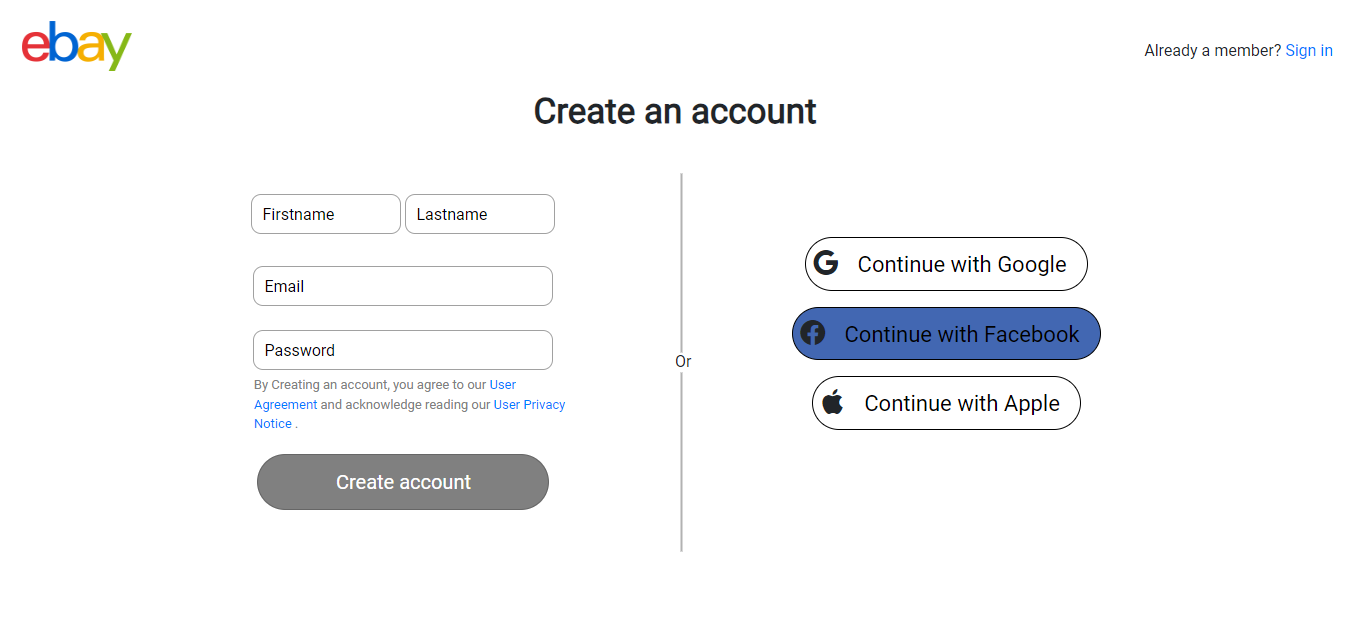 ebay
Already a member? Sign in
Create an account
Firstname
Lastname
Email
Password
By Creating an account, you agree to our User
Agreement and acknowledge reading our User Privacy
Notice .
Create account
Or
Continue with Google
Continue with Facebook
Continue with Apple